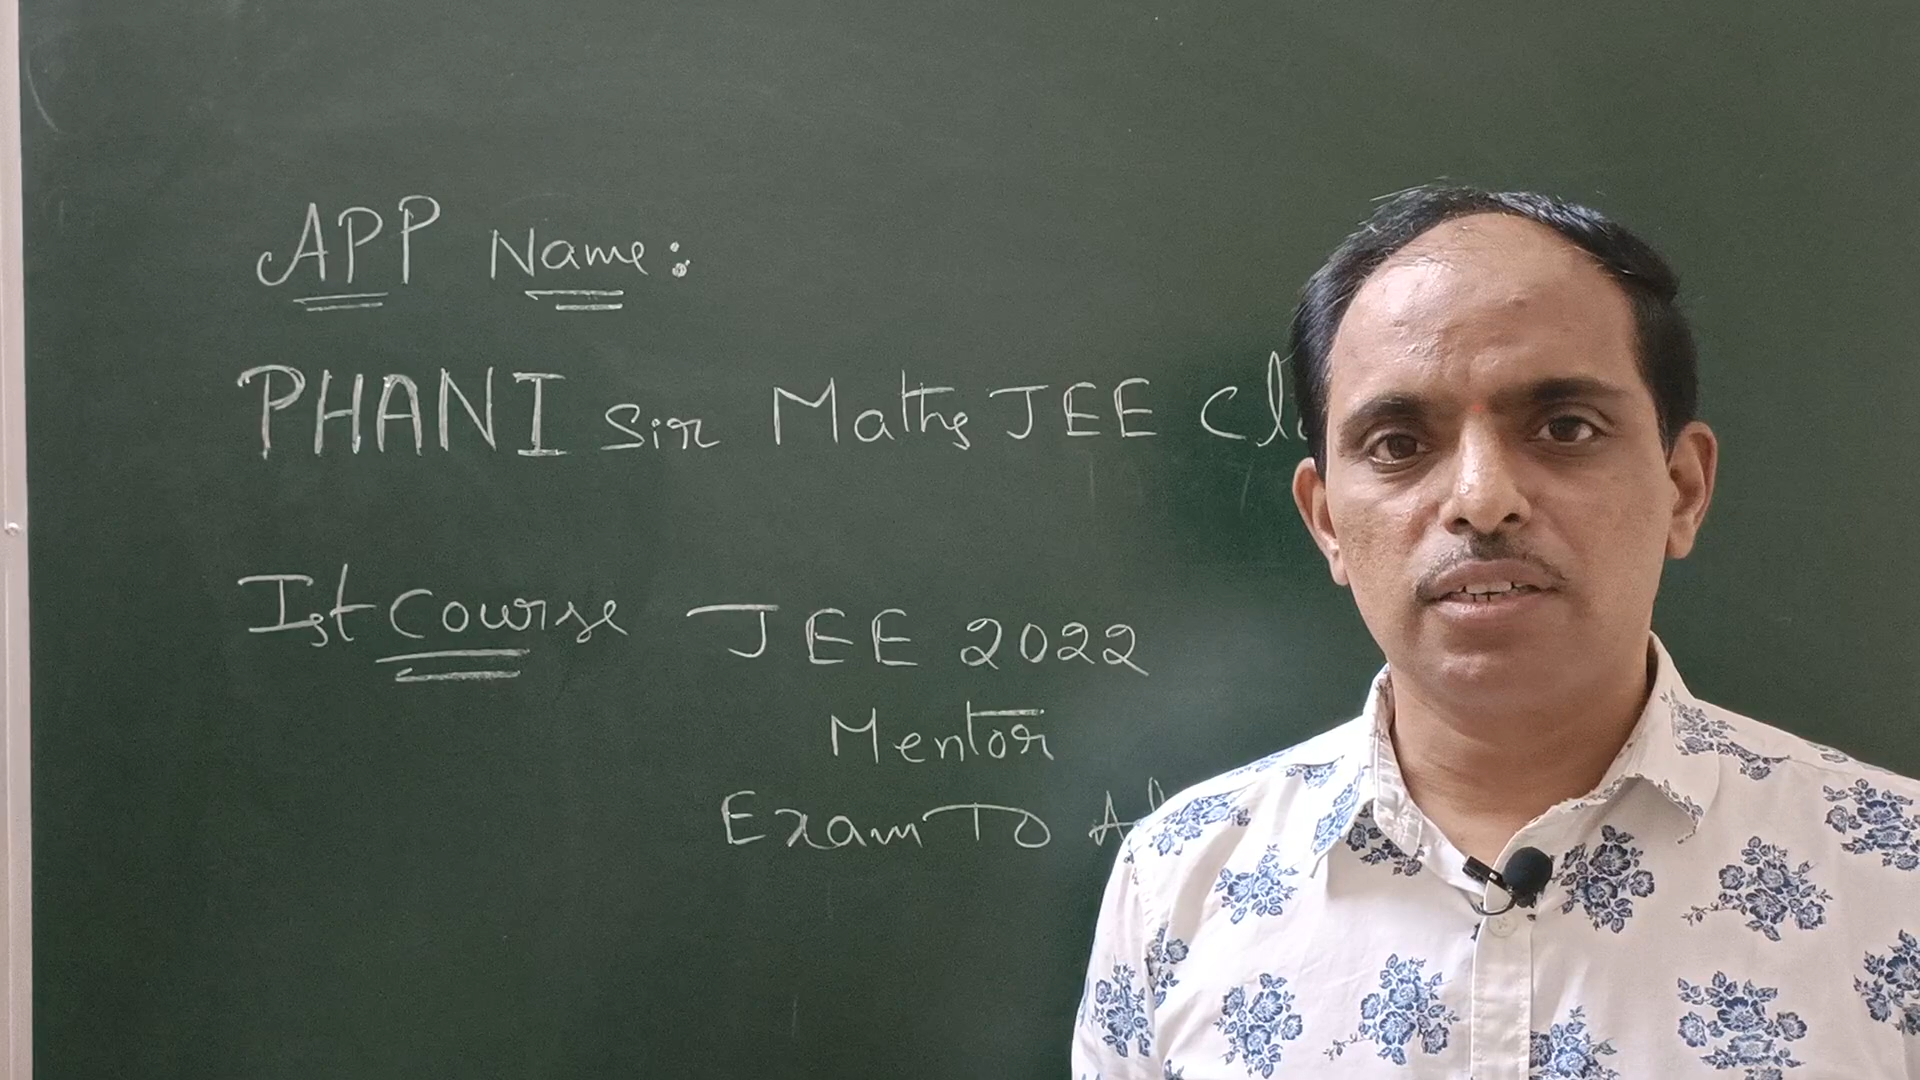 APP Name:
PHANI Sir Maths JEE
Ist Course JEE 2022
Mentor
Exam TO